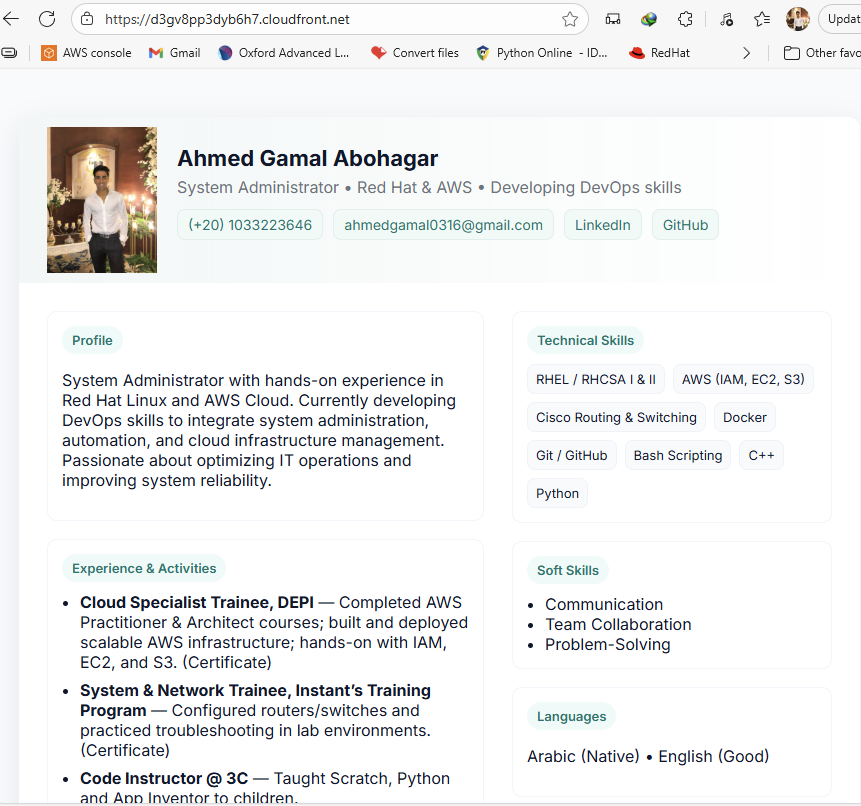 https://d3gv8pp3dyb6h7.cloudfront.net
Updat
AWS console
Gmail
Oxford Advanced L...
Convert files
Python Online - ID...
RedHat
Other favo
Ahmed Gamal Abohagar
System Administrator • Red Hat & AWS • Developing DevOps skills
(+20) 1033223646
ahmedgamal0316@gmail.com
LinkedIn
GitHub
Profile
System Administrator with hands-on experience in
Red Hat Linux and AWS Cloud. Currently developing
DevOps skills to integrate system administration,
automation, and cloud infrastructure management.
Passionate about optimizing IT operations and
improving system reliability.
Experience & Activities
• Cloud Specialist Trainee, DEPI — Completed AWS
Practitioner & Architect courses; built and deployed
scalable AWS infrastructure; hands-on with IAM,
EC2, and S3. (Certificate)
• System & Network Trainee, Instant’s Training
Program — Configured routers/switches and
practiced troubleshooting in lab environments.
(Certificate)
• Code Instructor @ 3C — Taught Scratch, Python
and App Inventor to children.
Technical Skills
RHEL / RHCSA I & II
AWS (IAM, EC2, S3)
Cisco Routing & Switching
Docker
Git / GitHub
Bash Scripting
C++
Python
Soft Skills
• Communication
• Team Collaboration
• Problem-Solving
Languages
Arabic (Native) • English (Good)